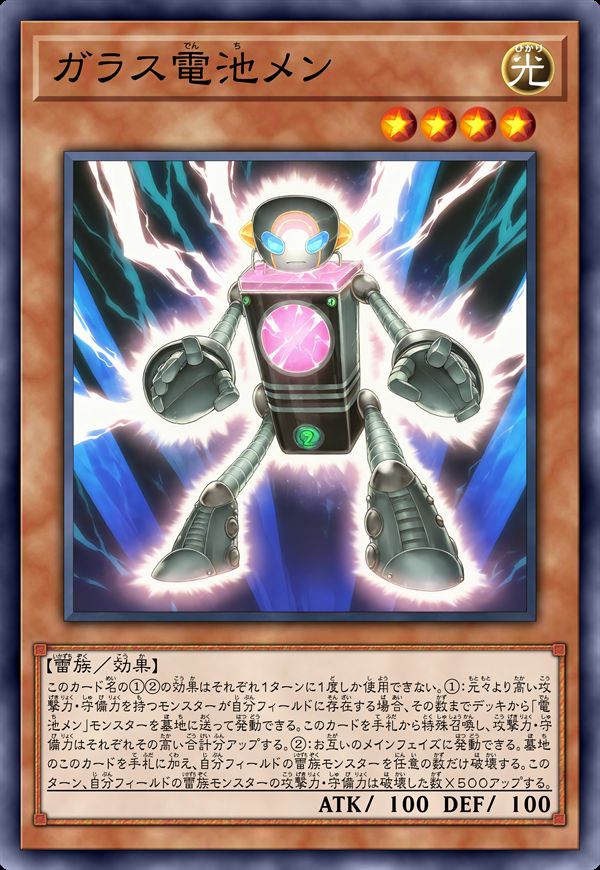 ガラス電池メン
光
【雷族／効果】
このカード名の①②の効果はそれぞれ1ターンに1度しか使用できない。①：元々より高い攻
撃力・守備力を持つモンスターが自分フィールドに存在する場合、その数までデッキから「電
池メン」モンスターを墓地に送って発動できる。このカードを手札から特殊召喚し、攻撃力・守
備力はそれぞれその高い合計分アップする。②：お互いのメインフェイズに発動できる。墓地
のこのカードを手札に加え、自分フィールドの雷族モンスターを任意の数だけ破壊する。この
ターン、自分フィールドの雷族モンスターの攻撃力・守備力は破壊した数×500アップする。
ATK/ 100 DEF/ 100